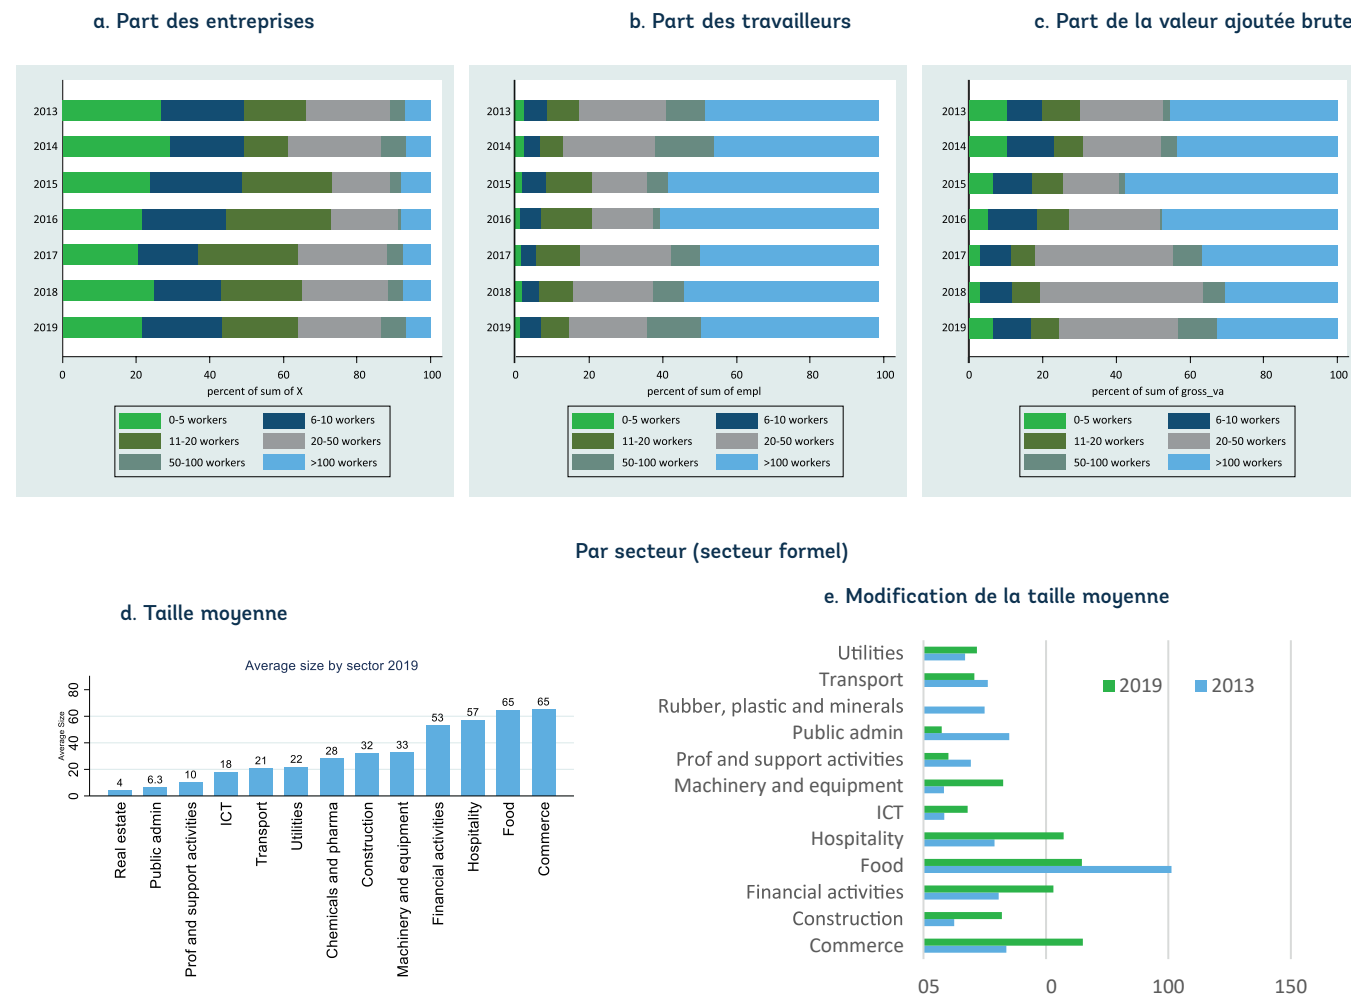 a. Part des entreprises
b. Part des travailleurs
c. Part de la valeur ajoutée brute
2013
2014
2015
2016
2017
2018
2019
0 20 40 60 80 100
percent of sum of X
0-5 workers 6-10 workers
11-20 workers 20-50 workers
50-100 workers >100 workers
2013
2014
2015
2016
2017
2018
2019
0 20 40 60 80 100
percent of sum of empl
0-5 workers 6-10 workers
11-20 workers 20-50 workers
50-100 workers >100 workers
2013
2014
2015
2016
2017
2018
2019
0 20 40 60 80 100
percent of sum of gross_va
0-5 workers 6-10 workers
11-20 workers 20-50 workers
50-100 workers >100 workers
Par secteur (secteur formel)
d. Taille moyenne
Average size by sector 2019
Average Size
80
60
40
20
0
4 6.3 10 18 21 22 28 32 33 53 57 65 65
Real estate
Public admin
Prof and support activities
ICT
Transport
Utilities
Chemicals and pharma
Construction
Machinery and equipment
Financial activities
Hospitality
Food
Commerce
e. Modification de la taille moyenne
Utilities
Transport
Rubber, plastic and minerals
Public admin
Prof and support activities
Machinery and equipment
ICT
Hospitality
Food
Financial activities
Construction
Commerce
2019 2013
05 0 100 150